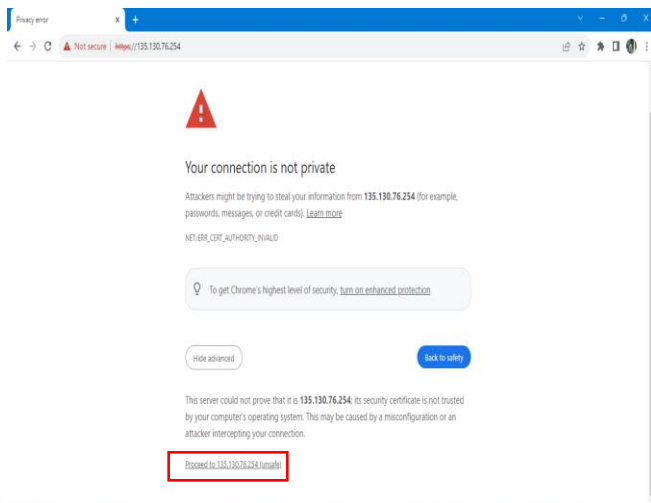 Privacy error
Not secure | https://135.130.76.254
Your connection is not private
Attackers might be trying to steal your information from 135.130.76.254 (for example,
passwords, messages, or credit cards). Learn more
NET::ERR_CERT_AUTHORITY_INVALID
To get Chrome's highest level of security, turn on enhanced protection
Hide advanced
Back to safety
This server could not prove that it is 135.130.76.254; its security certificate is not trusted
by your computer's operating system. This may be caused by a misconfiguration or an
attacker intercepting your connection.
Proceed to 135.130.76.254 (unsafe)